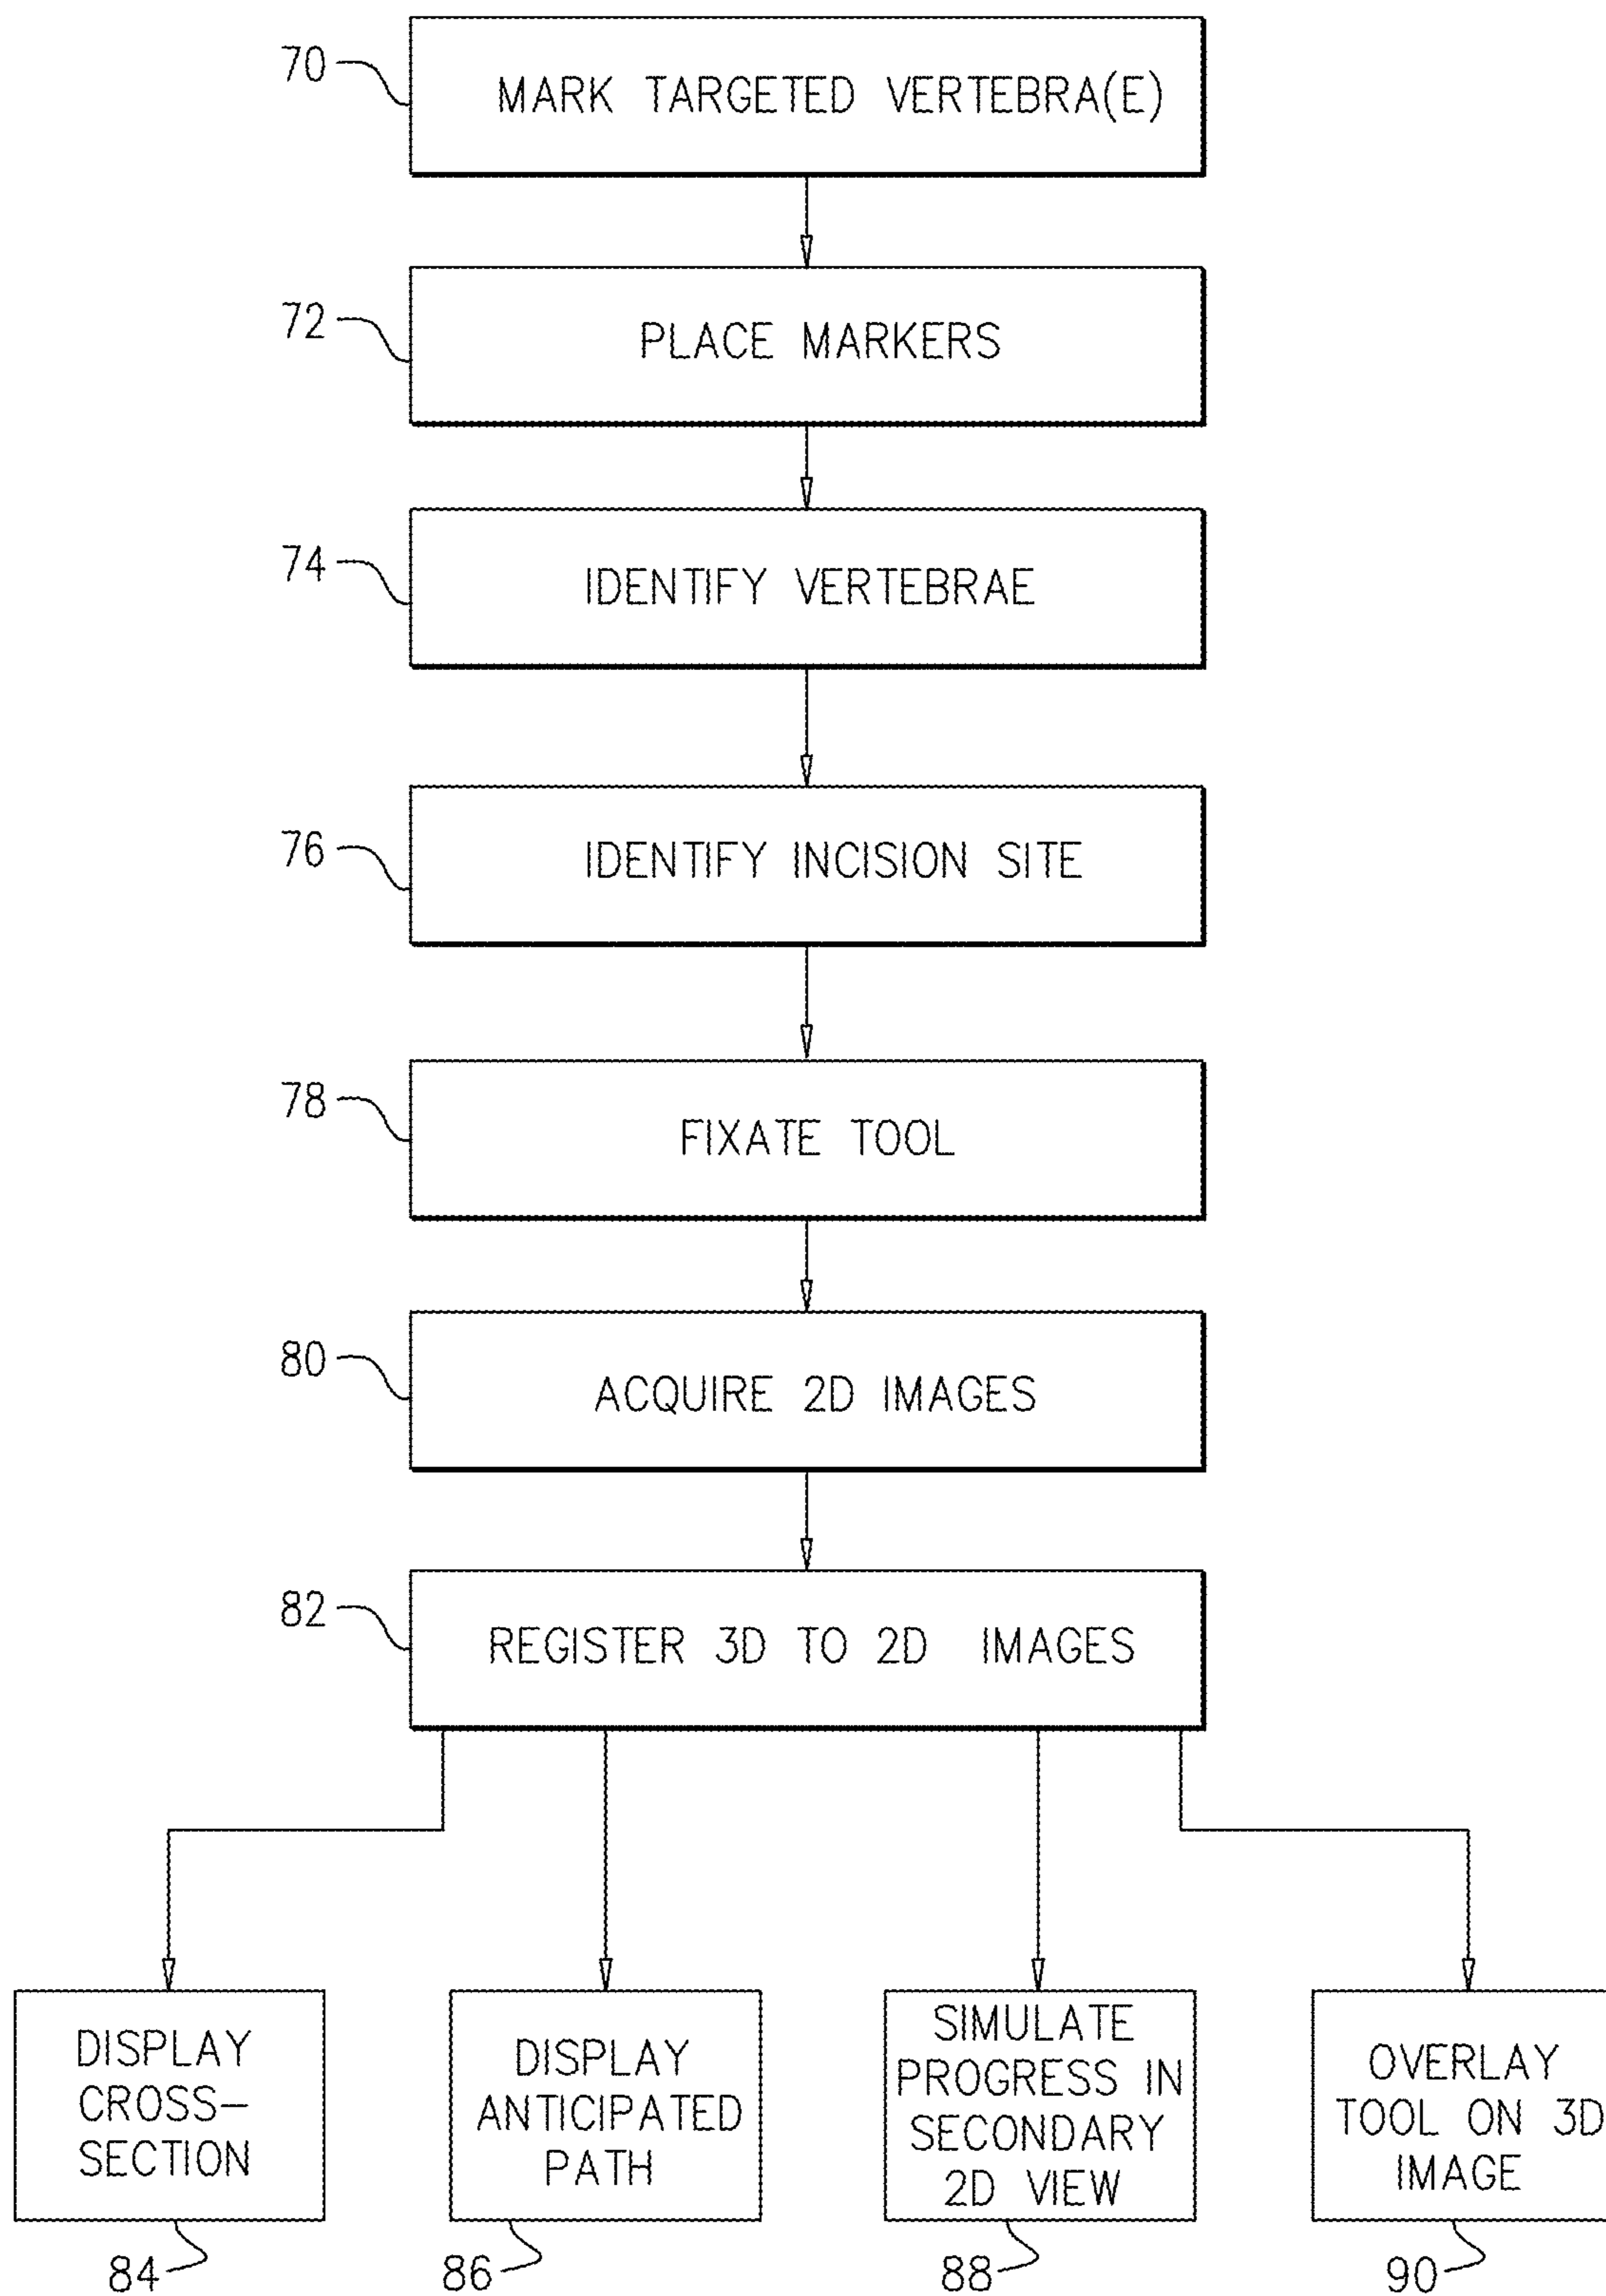 70
MARK TARGETED VERTEBRA(E)
72
PLACE MARKERS
74
IDENTIFY VERTEBRAE
76
IDENTIFY INCISION SITE
78
FIXATE TOOL
80
ACQUIRE 2D IMAGES
82
REGISTER 3D TO 2D IMAGES
DISPLAY
CROSS-
SECTION
84
DISPLAY
ANTICIPATED
PATH
86
SIMULATE
PROGRESS IN
SECONDARY
2D VIEW
88
OVERLAY
TOOL ON 3D
IMAGE
90